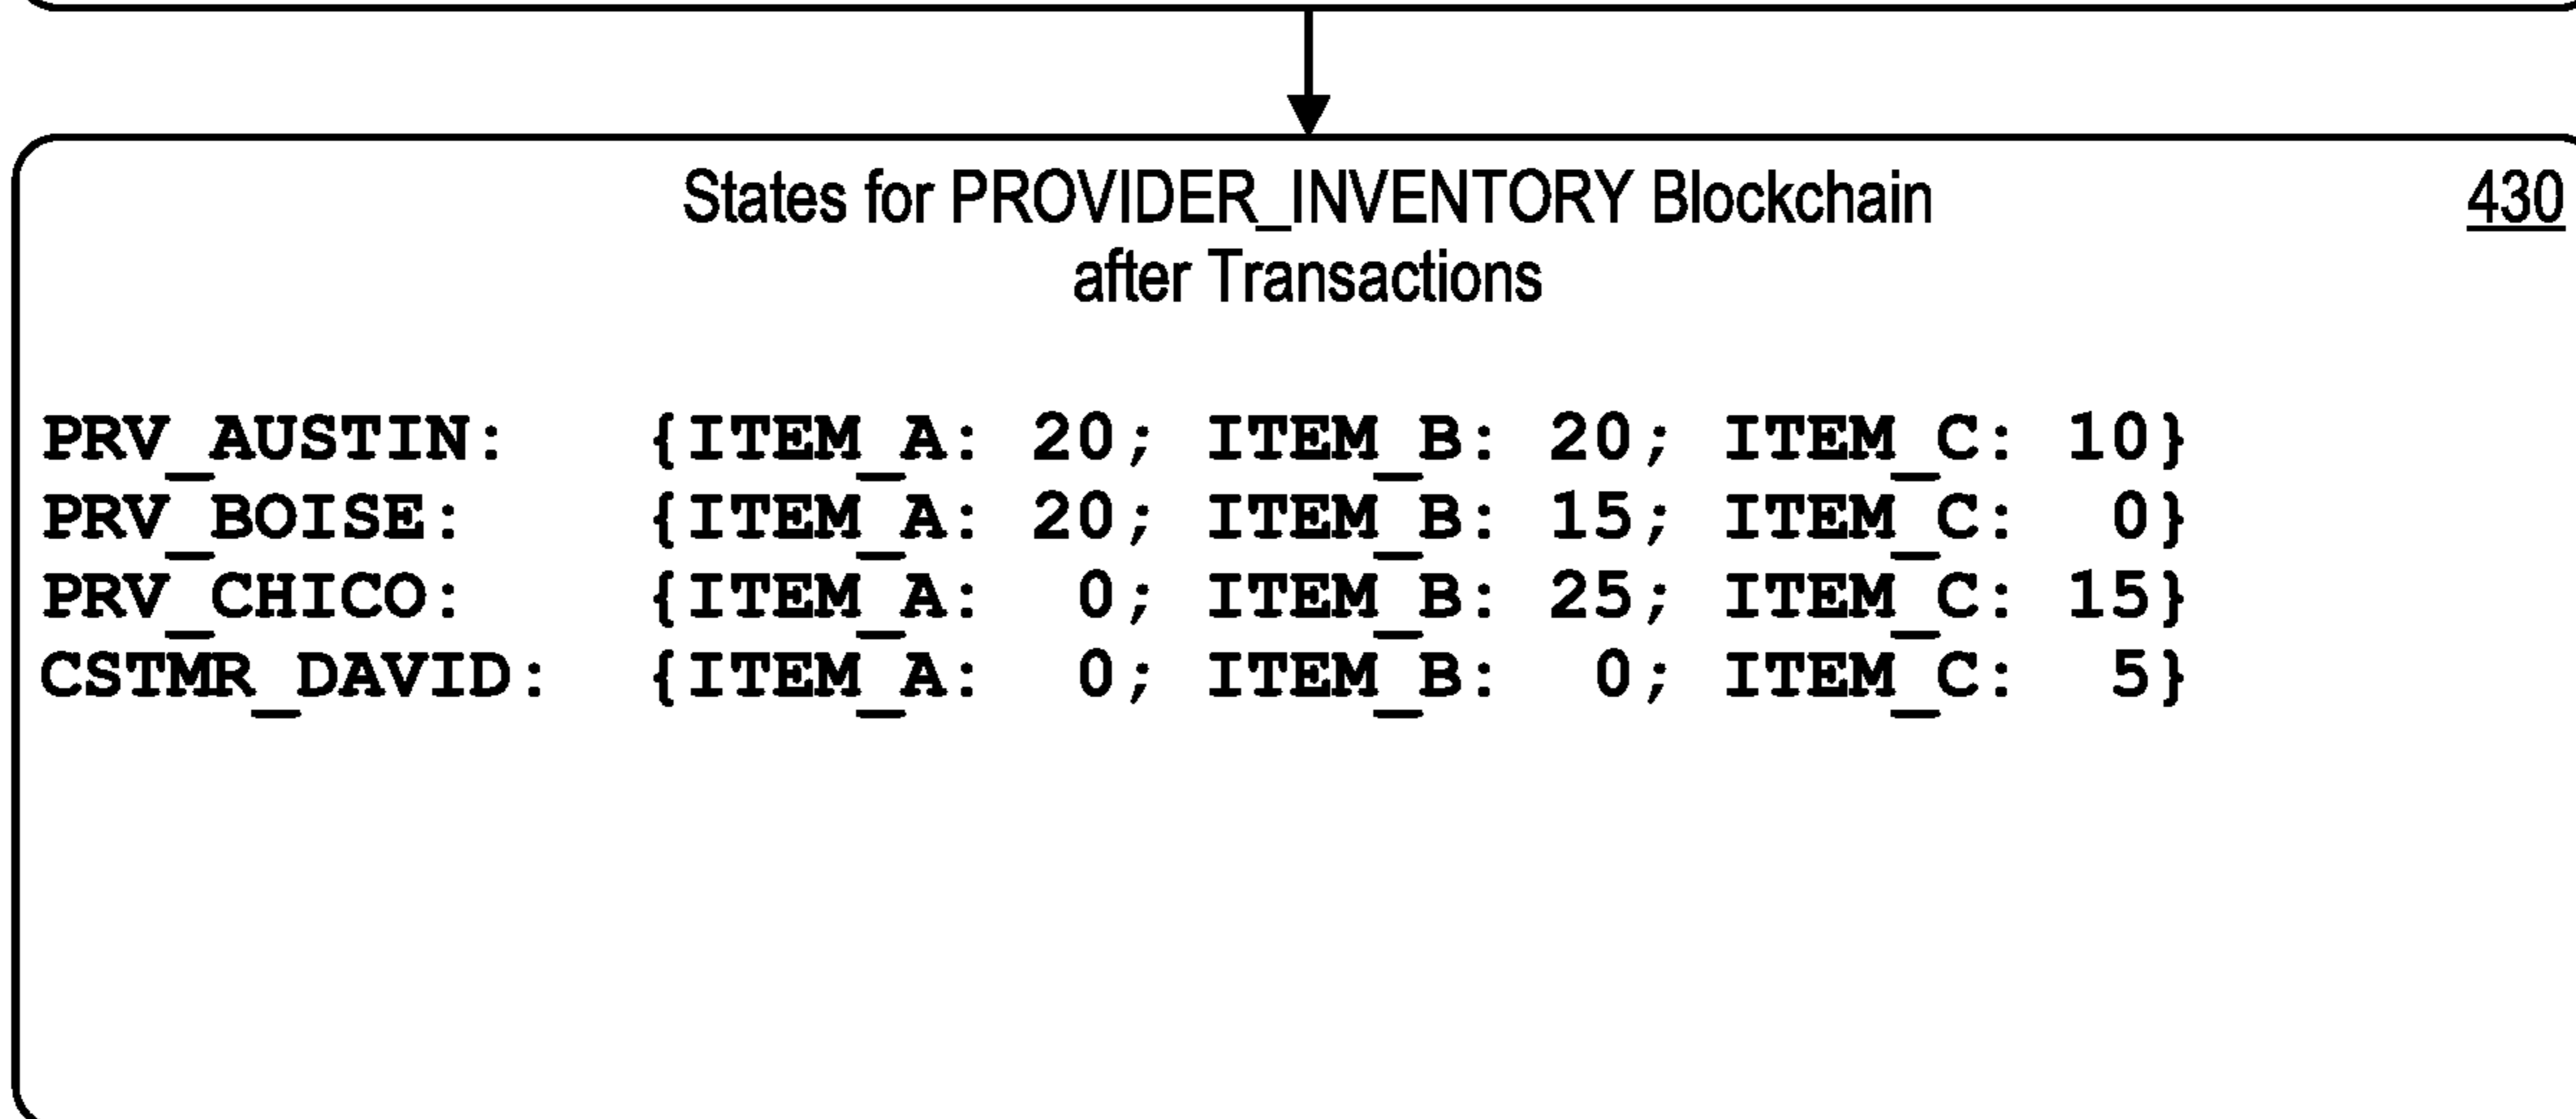 States for PROVIDER_INVENTORY Blockchain 430
after Transactions
PRV_AUSTIN: {ITEM_A: 20; ITEM_B: 20; ITEM_C: 10}
PRV_BOISE: {ITEM_A: 20; ITEM_B: 15; ITEM_C: 0}
PRV_CHICO: {ITEM_A: 0; ITEM_B: 25; ITEM_C: 15}
CSTMR_DAVID: {ITEM_A: 0; ITEM_B: 0; ITEM_C: 5}